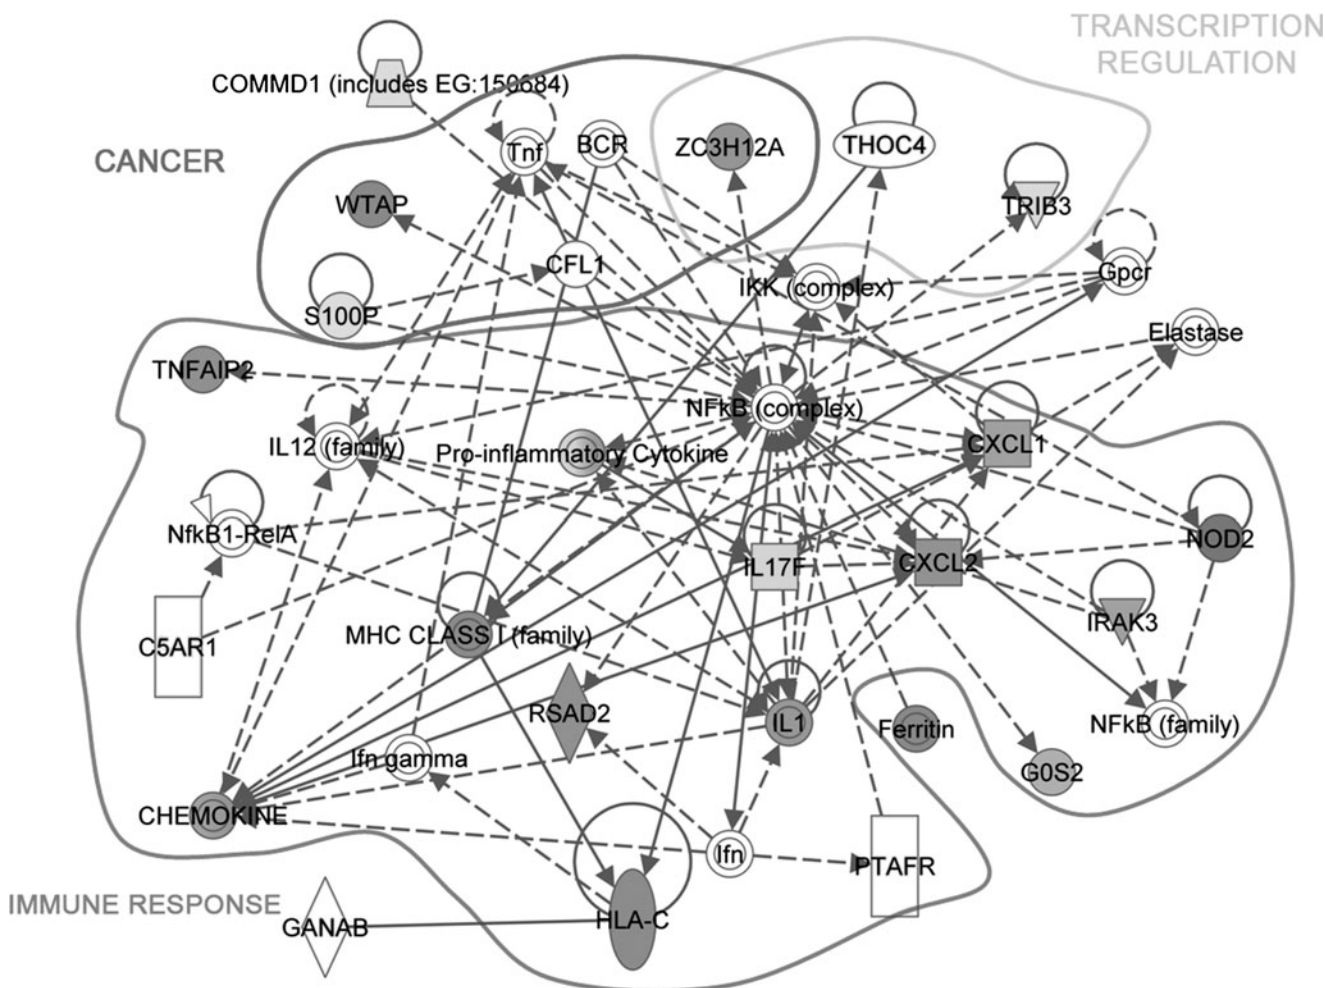 TRANSCRIPTION
REGULATION
COMMD1 (includes EG:150684)
CANCER
Tnf
BCR
ZC3H12A
THOC4
WTAP
TRIB3
CFL1
IKK (complex)
Gpcr
S100P
Elastase
TNFAIP2
NFkB (complex)
IL12 (family)
Pro-inflammatory Cytokine
CXCL1
NfkB1-RelA
IL17F
CXCL2
NOD2
C5AR1
MHC CLASS I (family)
IRAK3
RSAD2
IL1
Ferritin
NFkB (family)
Ifn gamma
G0S2
CHEMOKINE
Ifn
PTAFR
IMMUNE RESPONSE
GANAB
HLA-C